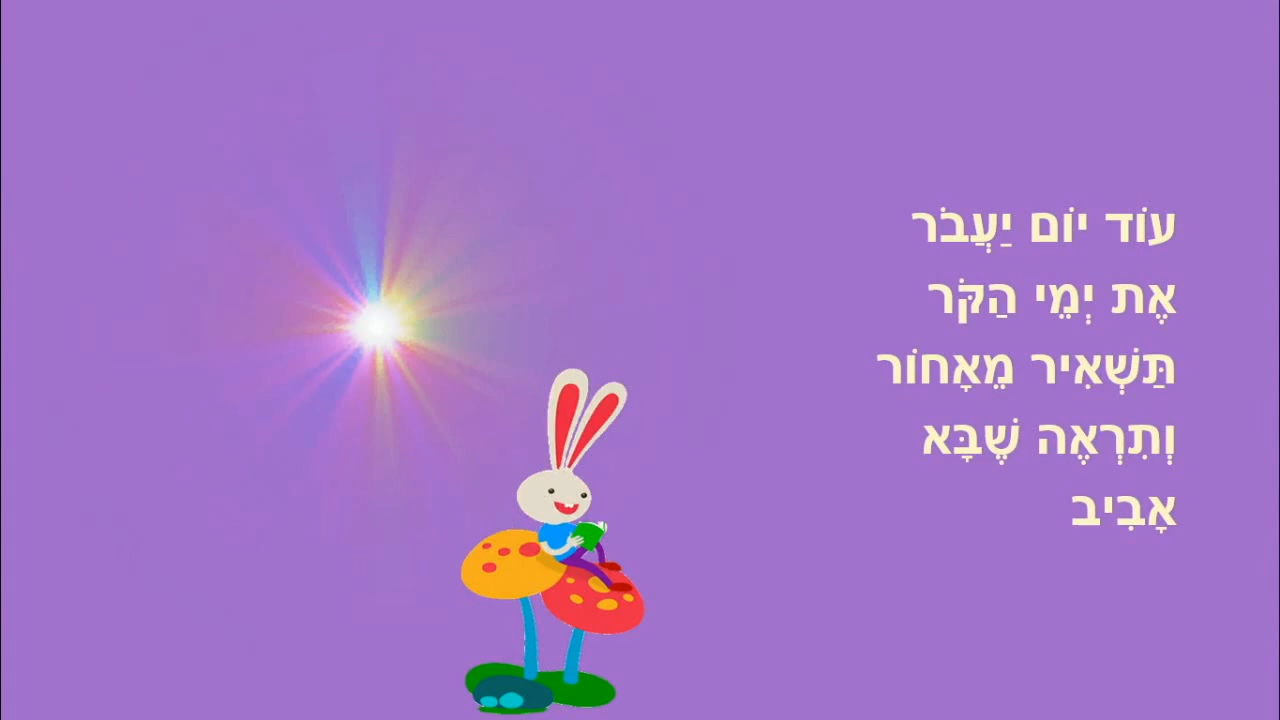 עוֹד יוֹם יַעֲבֹר
אֶת יְמֵי הַקֹּר
תַּשְׁאִיר מֵאָחוֹר
וְתִרְאֶה שֶׁבָּא
אָבִיב